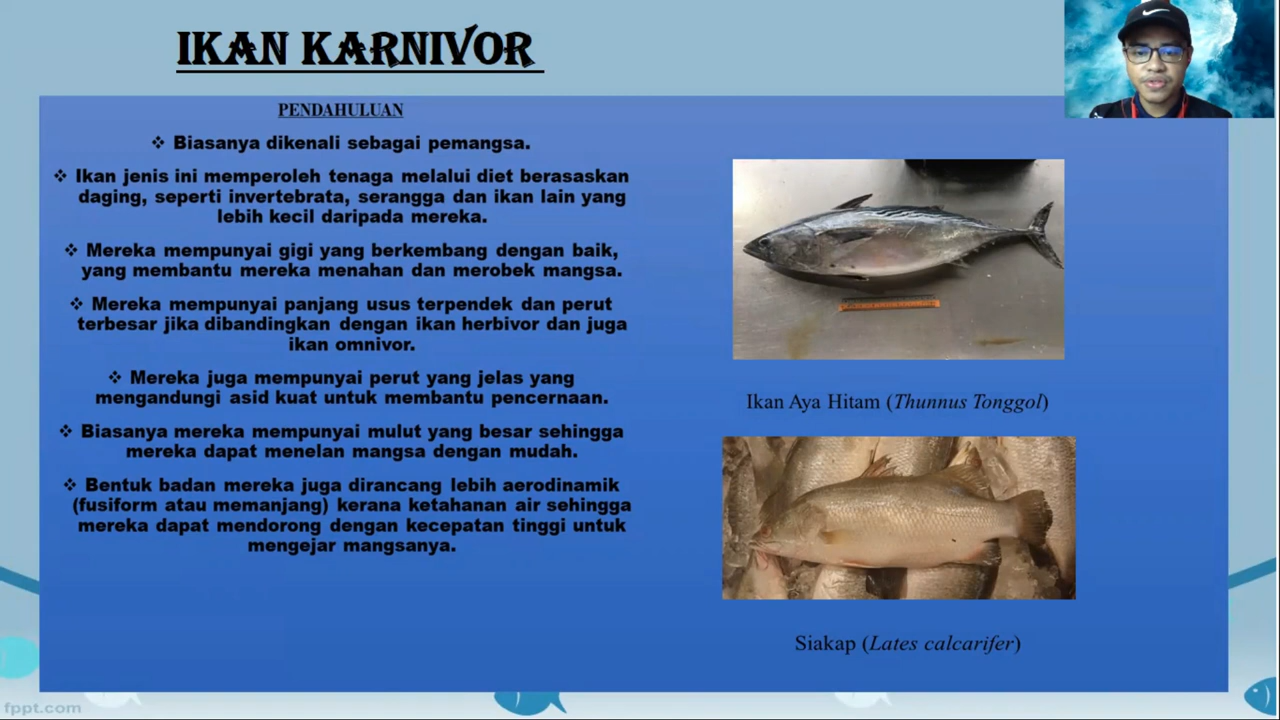 IKAN KARNIVOR
PENDAHULUAN
❖ Biasanya dikenali sebagai pemangsa.
❖ Ikan jenis ini memperoleh tenaga melalui diet berasaskan
daging, seperti invertebrata, serangga dan ikan lain yang
lebih kecil daripada mereka.
❖ Mereka mempunyai gigi yang berkembang dengan baik,
yang membantu mereka menahan dan merobek mangsa.
❖ Mereka mempunyai panjang usus terpendek dan perut
terbesar jika dibandingkan dengan ikan herbivor dan juga
ikan omnivor.
❖ Mereka juga mempunyai perut yang jelas yang
mengandungi asid kuat untuk membantu pencernaan.
❖ Biasanya mereka mempunyai mulut yang besar sehingga
mereka dapat menelan mangsa dengan mudah.
❖ Bentuk badan mereka juga dirancang lebih aerodinamik
(fusiform atau memanjang) kerana ketahanan air sehingga
mereka dapat mendorong dengan kecepatan tinggi untuk
mengejar mangsanya.
Ikan Aya Hitam (Thunnus Tonggol)
Siakap (Lates calcarifer)
fppt.com